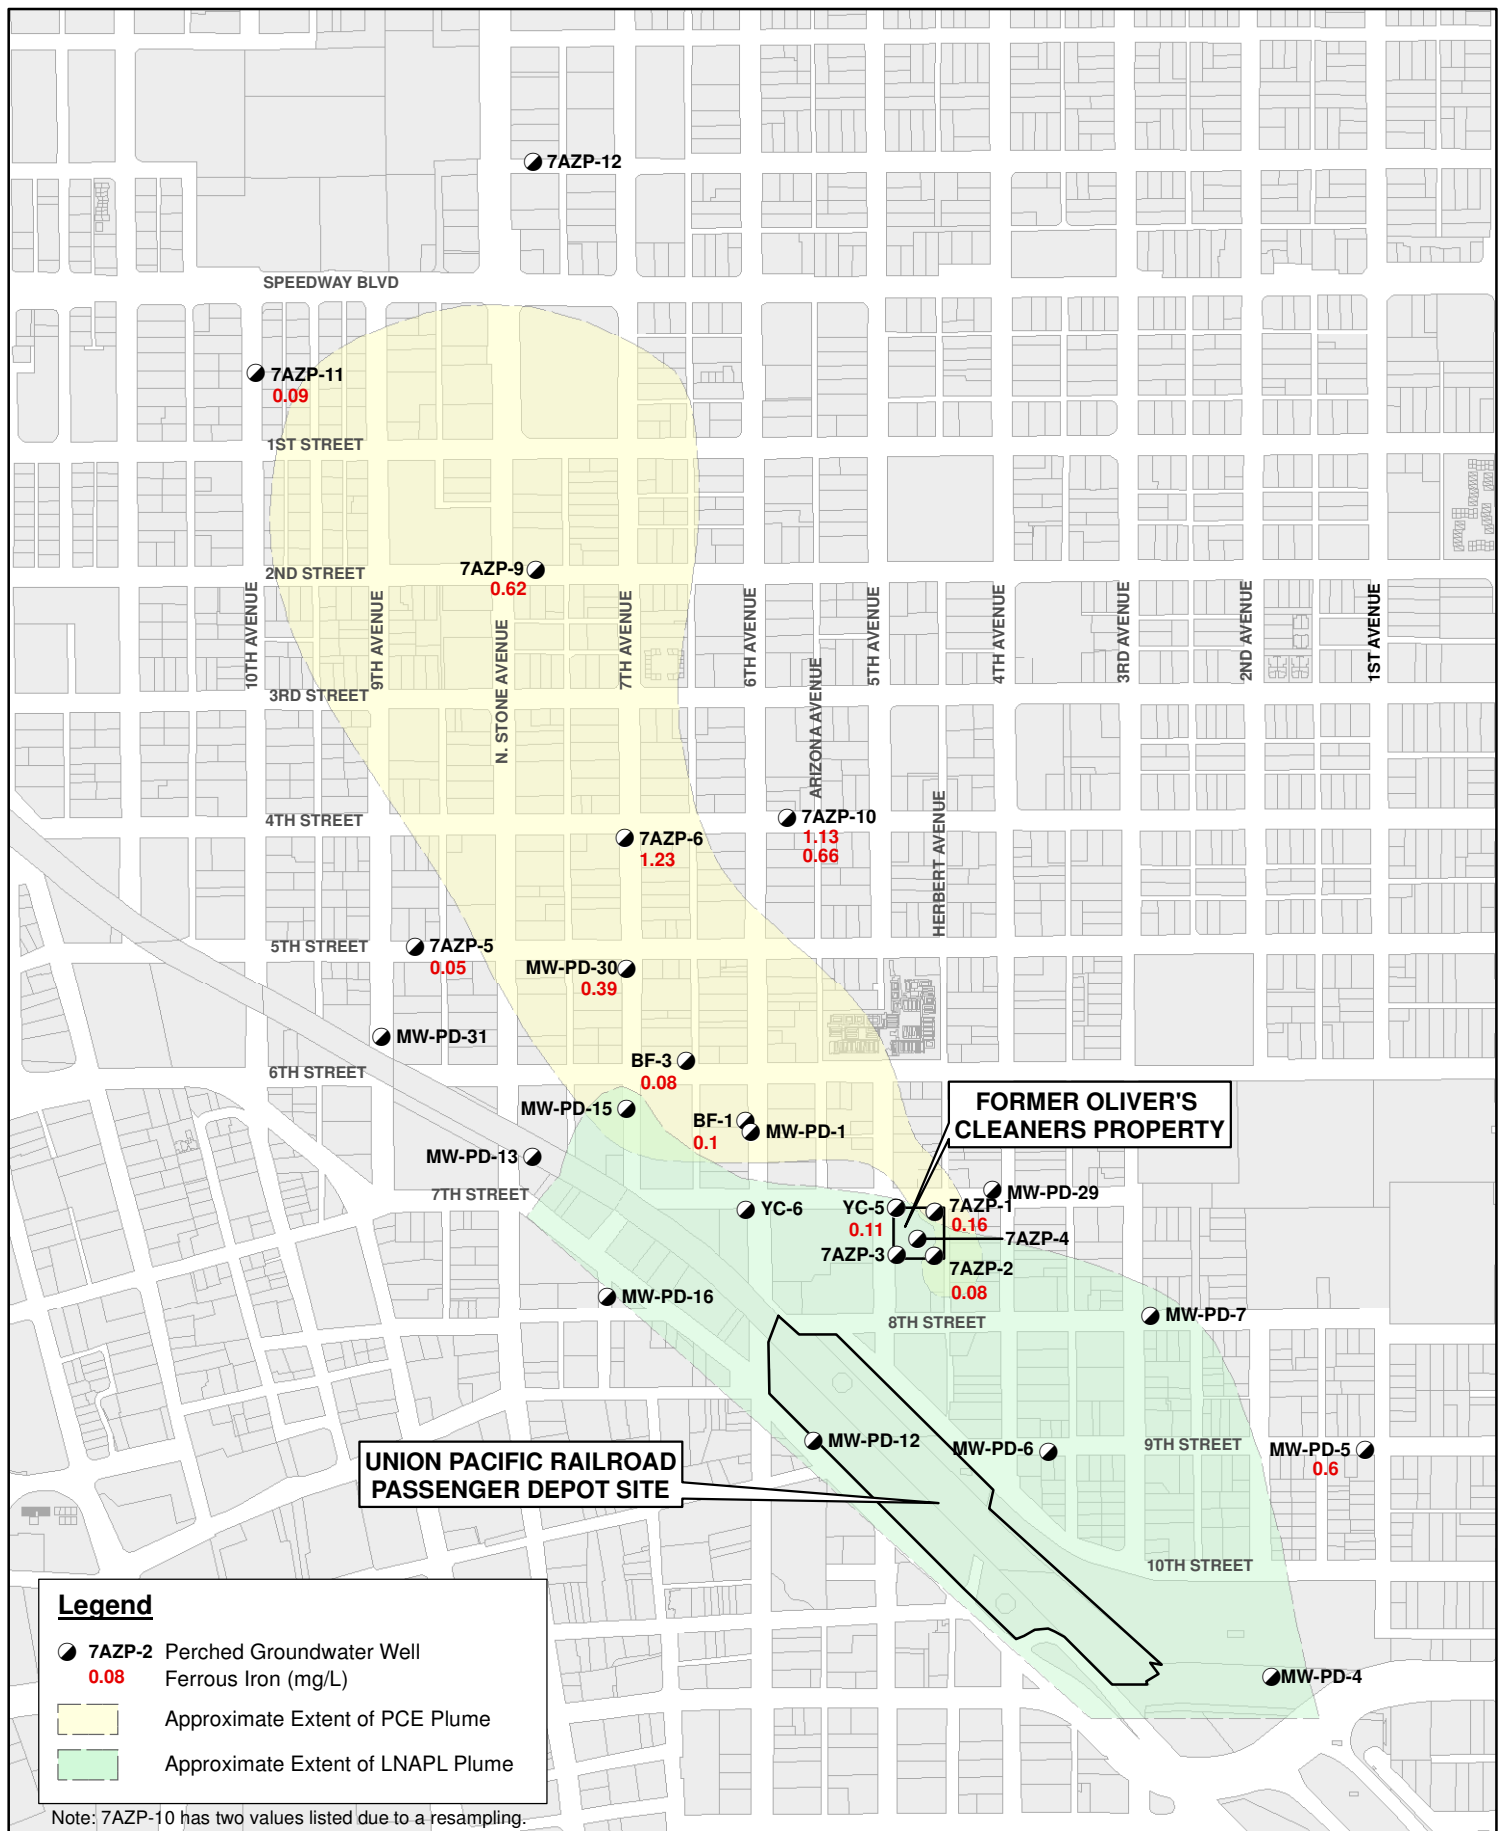 7AZP-12
SPEEDWAY BLVD
7AZP-11
0.09
1ST STREET
7AZP-9
0.62
2ND STREET
10TH AVENUE
9TH AVENUE
N. STONE AVENUE
7TH AVENUE
6TH AVENUE
ARIZONA AVENUE
5TH AVENUE
HERBERT AVENUE
4TH AVENUE
3RD AVENUE
2ND AVENUE
1ST AVENUE
3RD STREET
4TH STREET
7AZP-10
1.13
0.66
7AZP-6
1.23
5TH STREET
7AZP-5
0.05
MW-PD-30
0.39
MW-PD-31
6TH STREET
BF-3
0.08
MW-PD-15
BF-1
0.1
MW-PD-1
FORMER OLIVER'S
CLEANERS PROPERTY
MW-PD-13
7TH STREET
YC-6
YC-5
0.11
MW-PD-29
7AZP-1
0.16
7AZP-4
7AZP-3
7AZP-2
0.08
MW-PD-16
8TH STREET
MW-PD-7
MW-PD-12
MW-PD-6
9TH STREET
MW-PD-5
0.6
UNION PACIFIC RAILROAD
PASSENGER DEPOT SITE
10TH STREET
MW-PD-4
Legend
7AZP-2 Perched Groundwater Well
0.08 Ferrous Iron (mg/L)
Approximate Extent of PCE Plume
Approximate Extent of LNAPL Plume
Note: 7AZP-10 has two values listed due to a resampling.